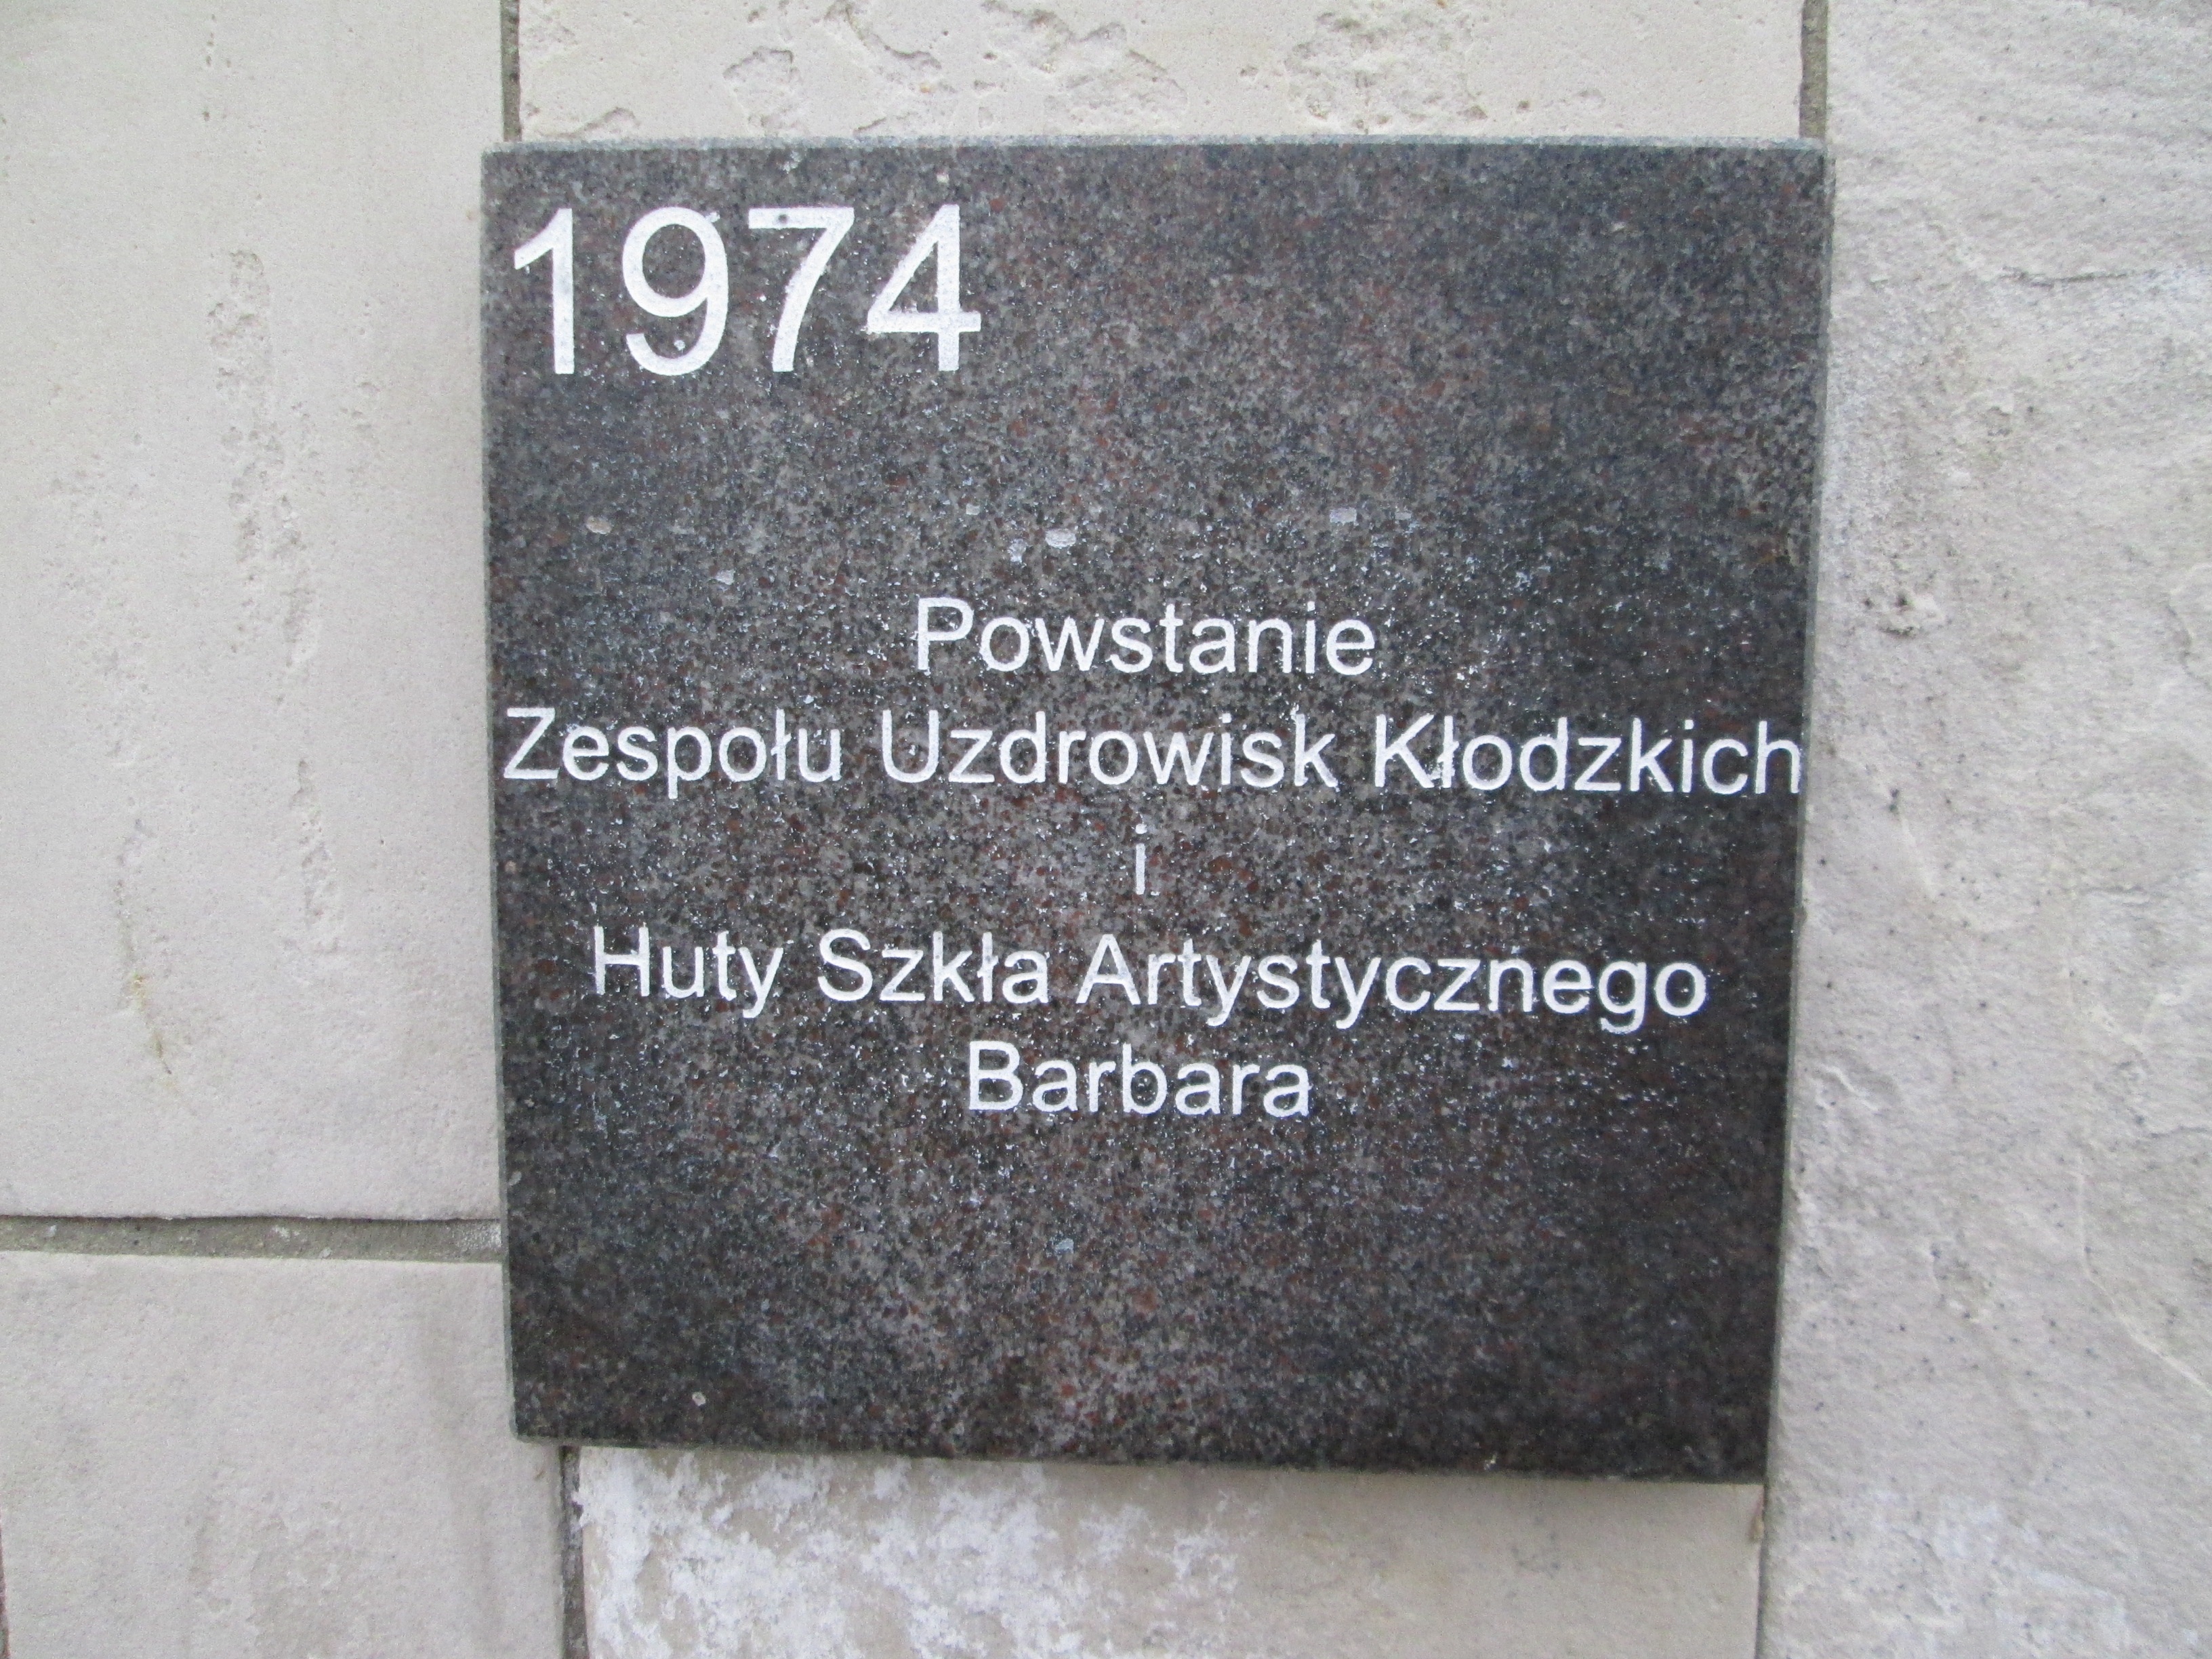 1974
Powstanie
Zespołu Uzdrowisk Kłodzkich
i
Huty Szkła Artystycznego
Barbara